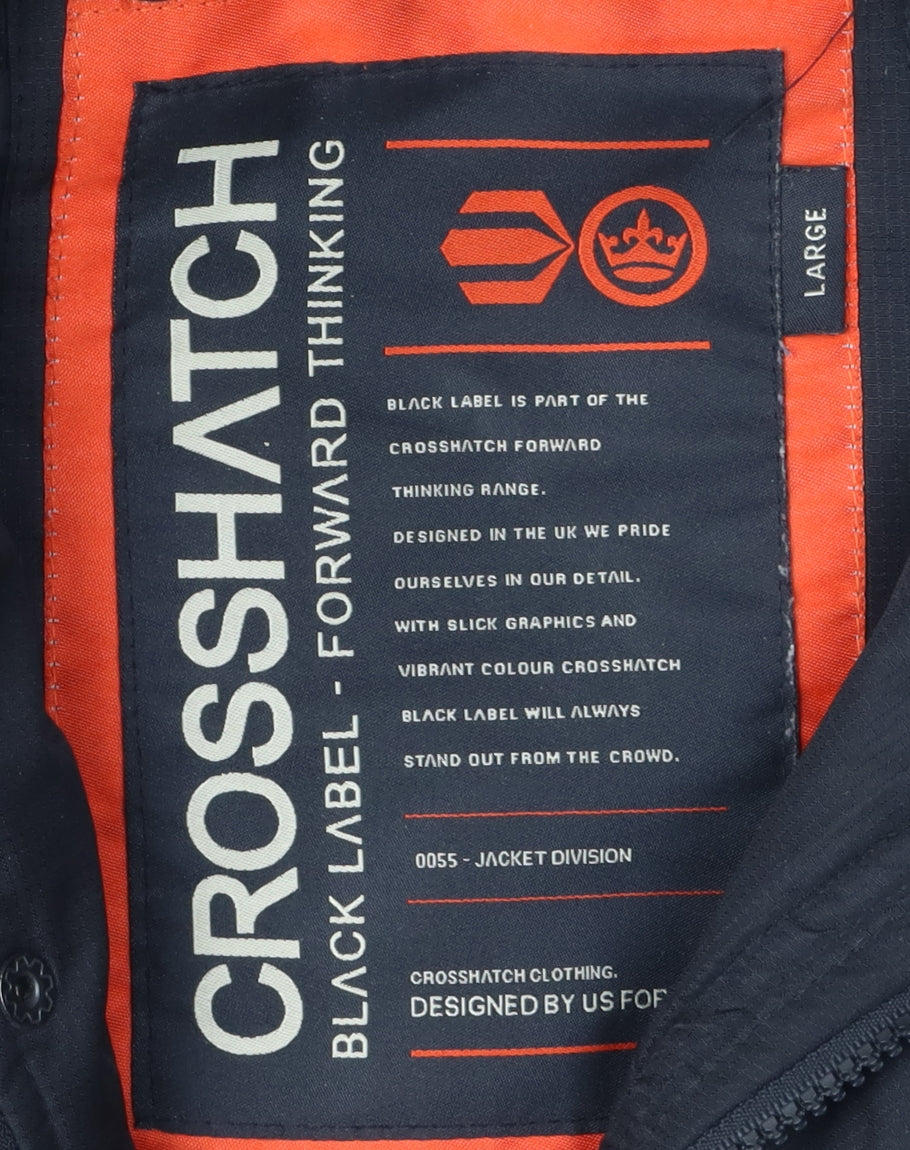 CROSSHATCH
BLACK LABEL - FORWARD THINKING
BLACK LABEL IS PART OF THE
CROSSHATCH FORWARD
THINKING RANGE.
DESIGNED IN THE UK WE PRIDE
OURSELVES IN OUR DETAIL.
WITH SLICK GRAPHICS AND
VIBRANT COLOUR CROSSHATCH
BLACK LABEL WILL ALWAYS
STAND OUT FROM THE CROWD.
0055 - JACKET DIVISION
CROSSHATCH CLOTHING.
DESIGNED BY US FOR
LARGE